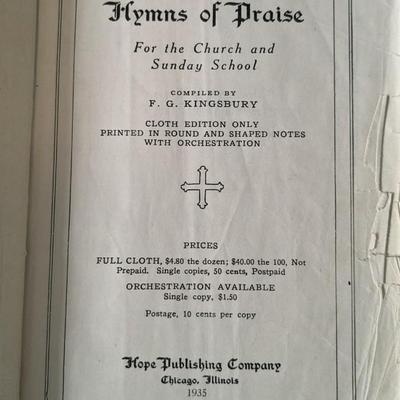 Hymns of Praise
For the Church and
Sunday School
COMPILED BY
F. G. KINGSBURY
CLOTH EDITION ONLY
PRINTED IN ROUND AND SHAPED NOTES
WITH ORCHESTRATION
PRICES
FULL CLOTH, $4.80 the dozen; $40.00 the 100, Not
Prepaid. Single copies, 50 cents, Postpaid
ORCHESTRATION AVAILABLE
Single copy, $1.50
Postage, 10 cents per copy
Hope Publishing Company
Chicago, Illinois
1935